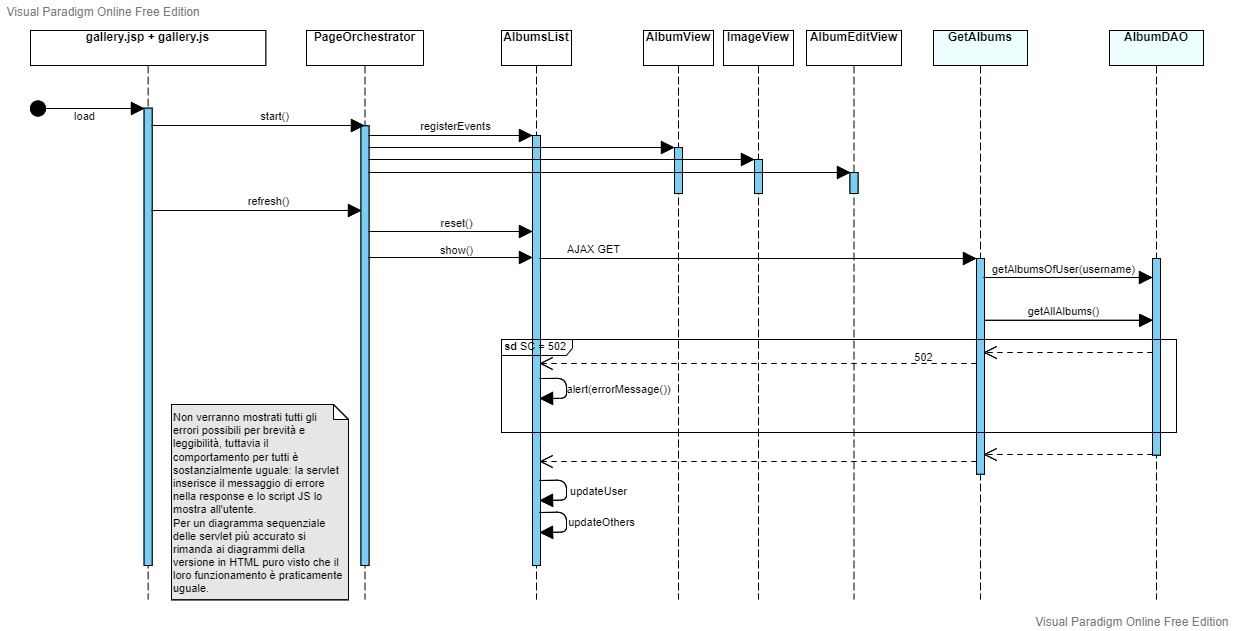 Visual Paradigm Online Free Edition
gallery.jsp + gallery.js
PageOrchestrator
AlbumsList
AlbumView
ImageView
AlbumEditView
GetAlbums
AlbumDAO
load
start()
registerEvents
refresh()
reset()
show()
AJAX GET
getAlbumsOfUser(username)
getAllAlbums()
sd SC = 502
502
alert(errorMessage())
Non verranno mostrati tutti gli
errori possibili per brevità e
leggibilità, tuttavia il
comportamento per tutti è
sostanzialmente uguale: la servlet
inserisce il messaggio di errore
nella response e lo script JS lo
mostra all'utente.
Per un diagramma sequenziale
delle servlet più accurato si
rimanda ai diagrammi della
versione in HTML puro visto che il
loro funzionamento è praticamente
uguale.
updateUser
updateOthers
Visual Paradigm Online Free Edition